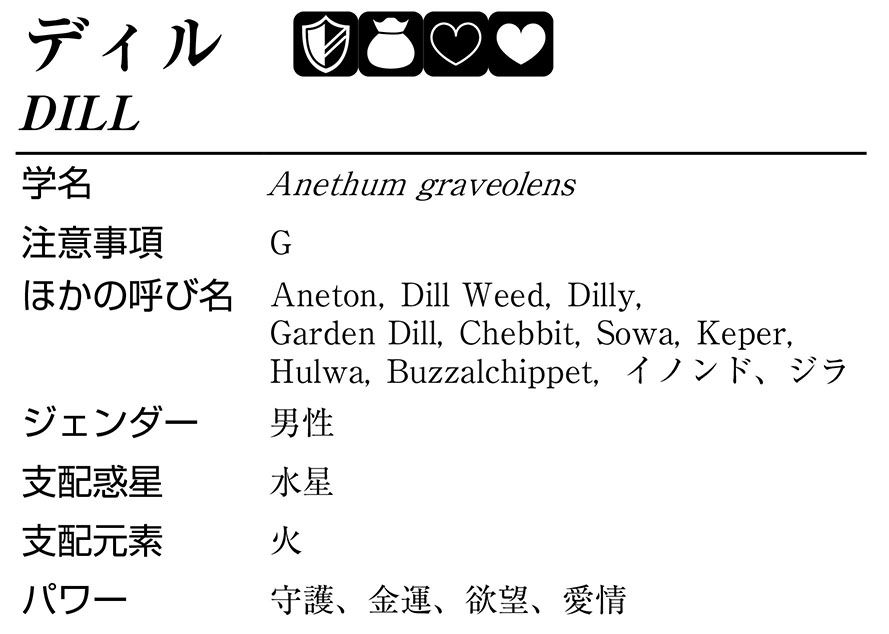 ディル
DILL
学名 Anethum graveolens
注意事項 G
ほかの呼び名 Aneton, Dill Weed, Dilly,
Garden Dill, Chebbit, Sowa, Keper,
Hulwa, Buzzalchippet, イノンド、ジラ
ジェンダー 男性
支配惑星 水星
支配元素 火
パワー 守護、金運、欲望、愛情